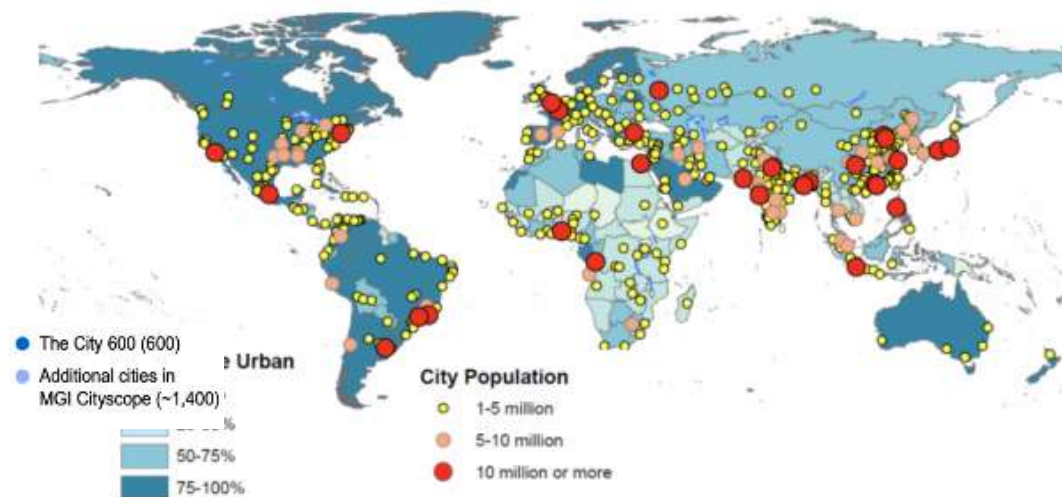 The City 600 (600)
Additional cities in
MGI Cityscope (~1,400)
e Urban
50-75%
75-100%
City Population
1-5 million
5-10 million
10 million or more